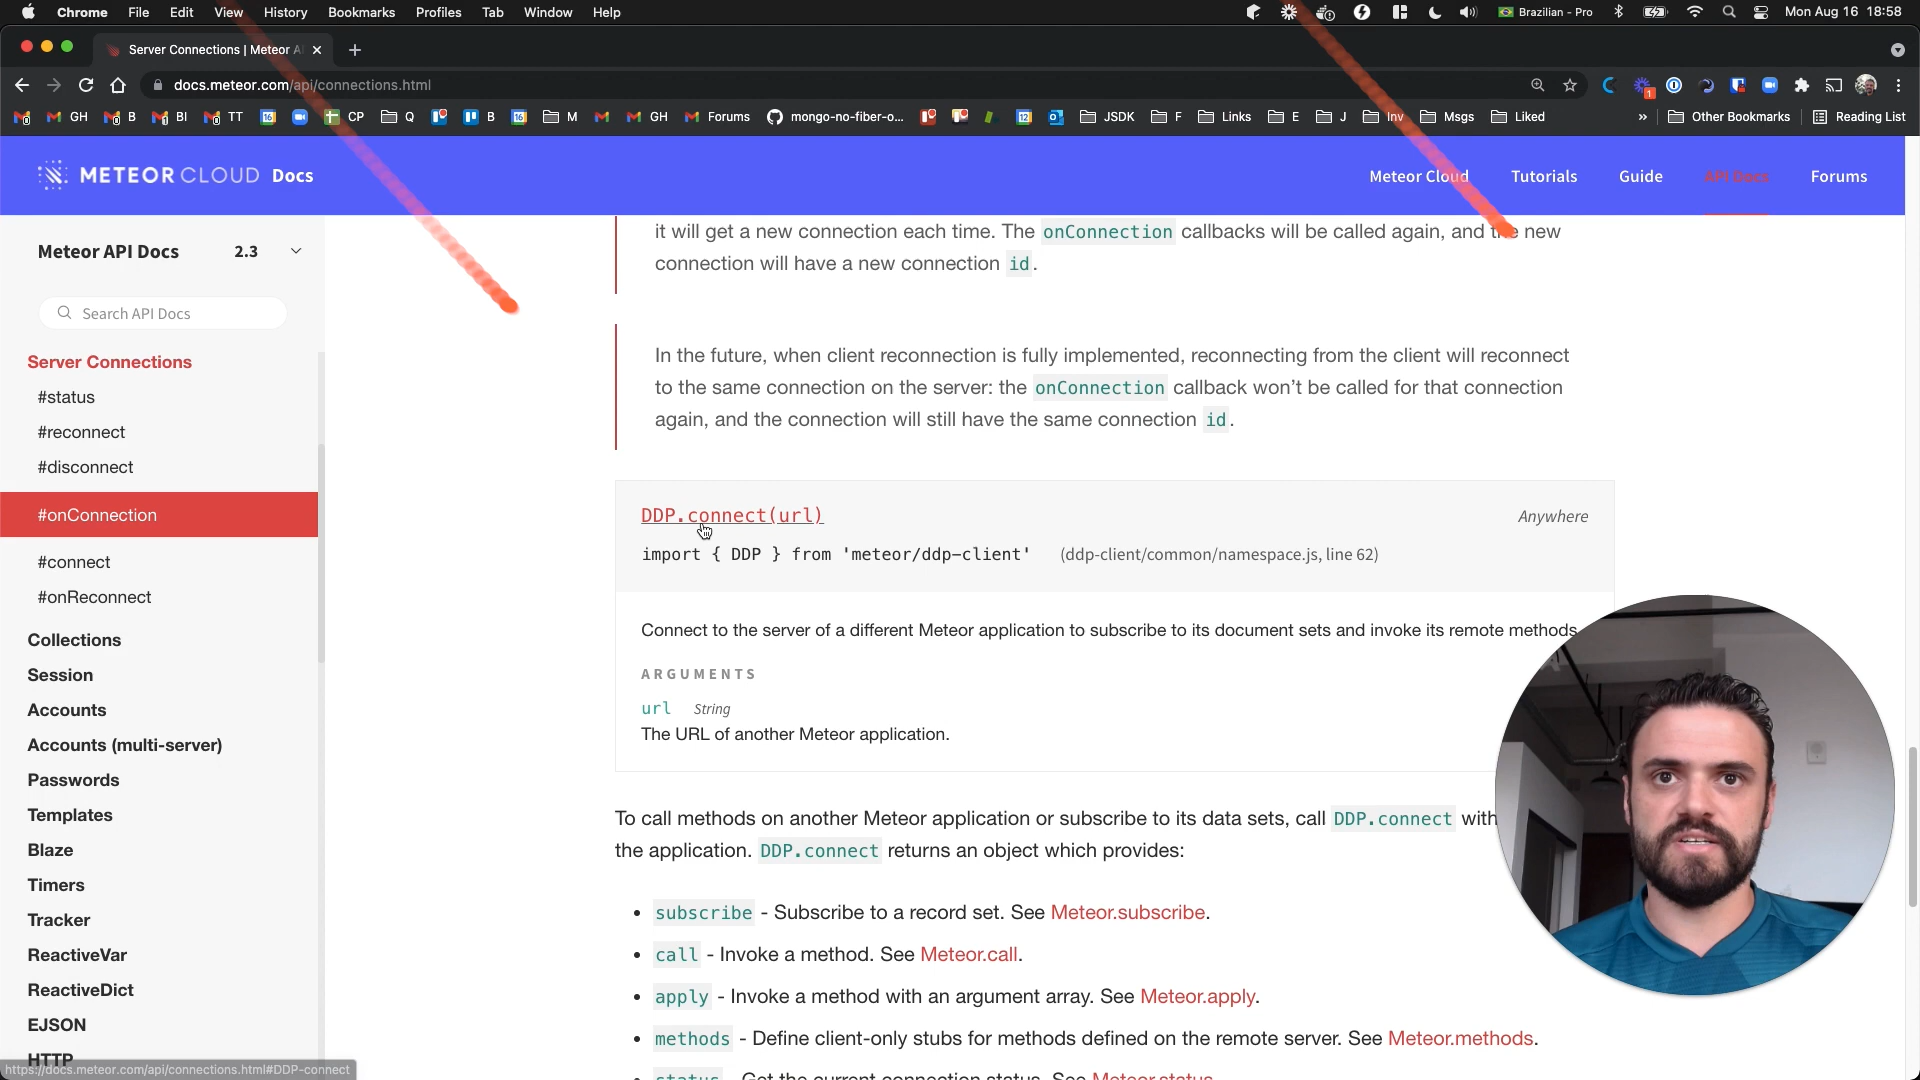 Chrome File Edit View History Bookmarks Profiles Tab Window Help
Brazilian - Pro Mon Aug 16 18:58
Server Connections | Meteor A
docs.meteor.com/api/connections.html
1
GH B BI TT 16 CP Q B 16 M GH Forums mongo-no-fiber-o... 12 JSDK F Links E J Inv Msgs Liked » Other Bookmarks Reading List
METEOR CLOUD Docs
Meteor Cloud Tutorials Guide API Docs Forums
Meteor API Docs 2.3
Search API Docs
Server Connections
#status
#reconnect
#disconnect
#onConnection
#connect
#onReconnect
Collections
Session
Accounts
Accounts (multi-server)
Passwords
Templates
Blaze
Timers
Tracker
ReactiveVar
ReactiveDict
EJSON
HTTP
https://docs.meteor.com/api/connections.html#DDP-connect
it will get a new connection each time. The onConnection callbacks will be called again, and the new
connection will have a new connection id.
In the future, when client reconnection is fully implemented, reconnecting from the client will reconnect
to the same connection on the server: the onConnection callback won’t be called for that connection
again, and the connection will still have the same connection id.
DDP.connect(url) Anywhere
import { DDP } from 'meteor/ddp-client' (ddp-client/common/namespace.js, line 62)
Connect to the server of a different Meteor application to subscribe to its document sets and invoke its remote methods.
ARGUMENTS
url String
The URL of another Meteor application.
To call methods on another Meteor application or subscribe to its data sets, call DDP.connect with
the application. DDP.connect returns an object which provides:
• subscribe - Subscribe to a record set. See Meteor.subscribe.
• call - Invoke a method. See Meteor.call.
• apply - Invoke a method with an argument array. See Meteor.apply.
• methods - Define client-only stubs for methods defined on the remote server. See Meteor.methods.
• status - Get the current connection status. See Meteor.status.